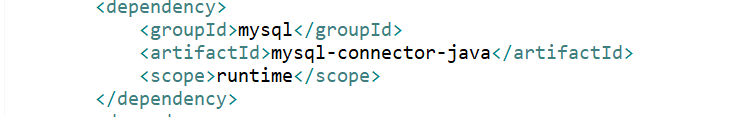 <dependency>
<groupId>mysql</groupId>
<artifactId>mysql-connector-java</artifactId>
<scope>runtime</scope>
</dependency>